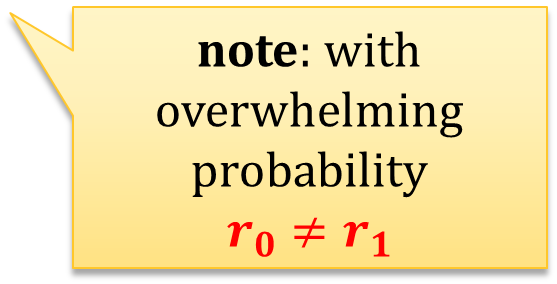 note: with
overwhelming
probability
r₀ ≠ r₁